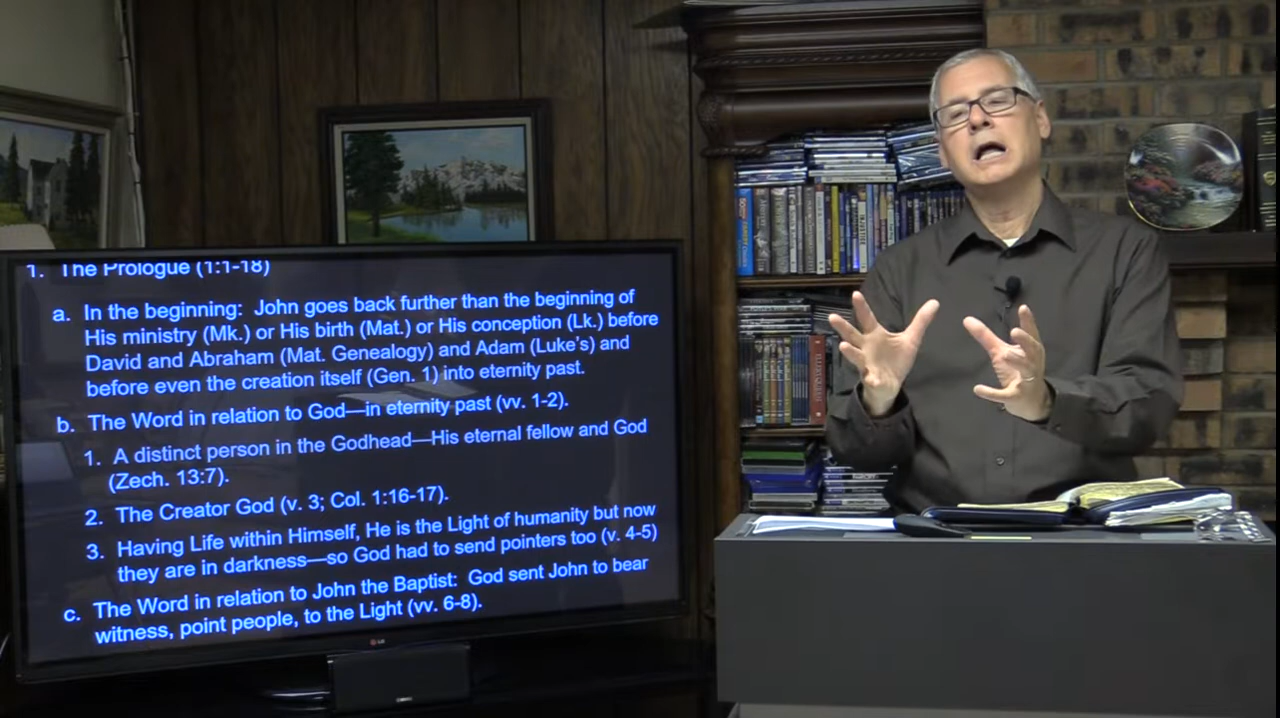 1. The Prologue (1:1-18)
a. In the beginning: John goes back further than the beginning of
His ministry (Mk.) or His birth (Mat.) or His conception (Lk.) before
David and Abraham (Mat. Genealogy) and Adam (Luke's) and
before even the creation itself (Gen. 1) into eternity past.
b. The Word in relation to God—in eternity past (vv. 1-2).
1. A distinct person in the Godhead—His eternal fellow and God
(Zech. 13:7).
2. The Creator God (v. 3; Col. 1:16-17).
3. Having Life within Himself, He is the Light of humanity but now
they are in darkness—so God had to send pointers too (v. 4-5)
c. The Word in relation to John the Baptist: God sent John to bear
witness, point people, to the Light (vv. 6-8).
LG